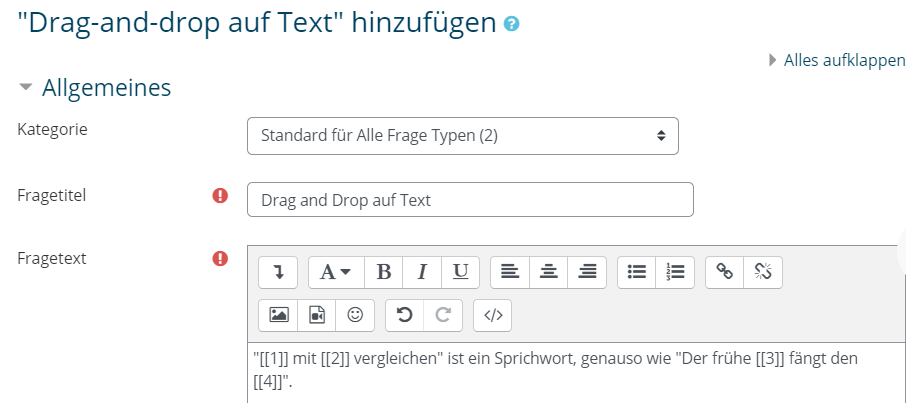 "Drag-and-drop auf Text" hinzufügen
Alles aufklappen
Allgemeines
Kategorie
Standard für Alle Frage Typen (2)
Fragetitel
Drag and Drop auf Text
Fragetext
A B I U
"[[1]] mit [[2]] vergleichen" ist ein Sprichwort, genauso wie "Der frühe [[3]] fängt den
[[4]]".